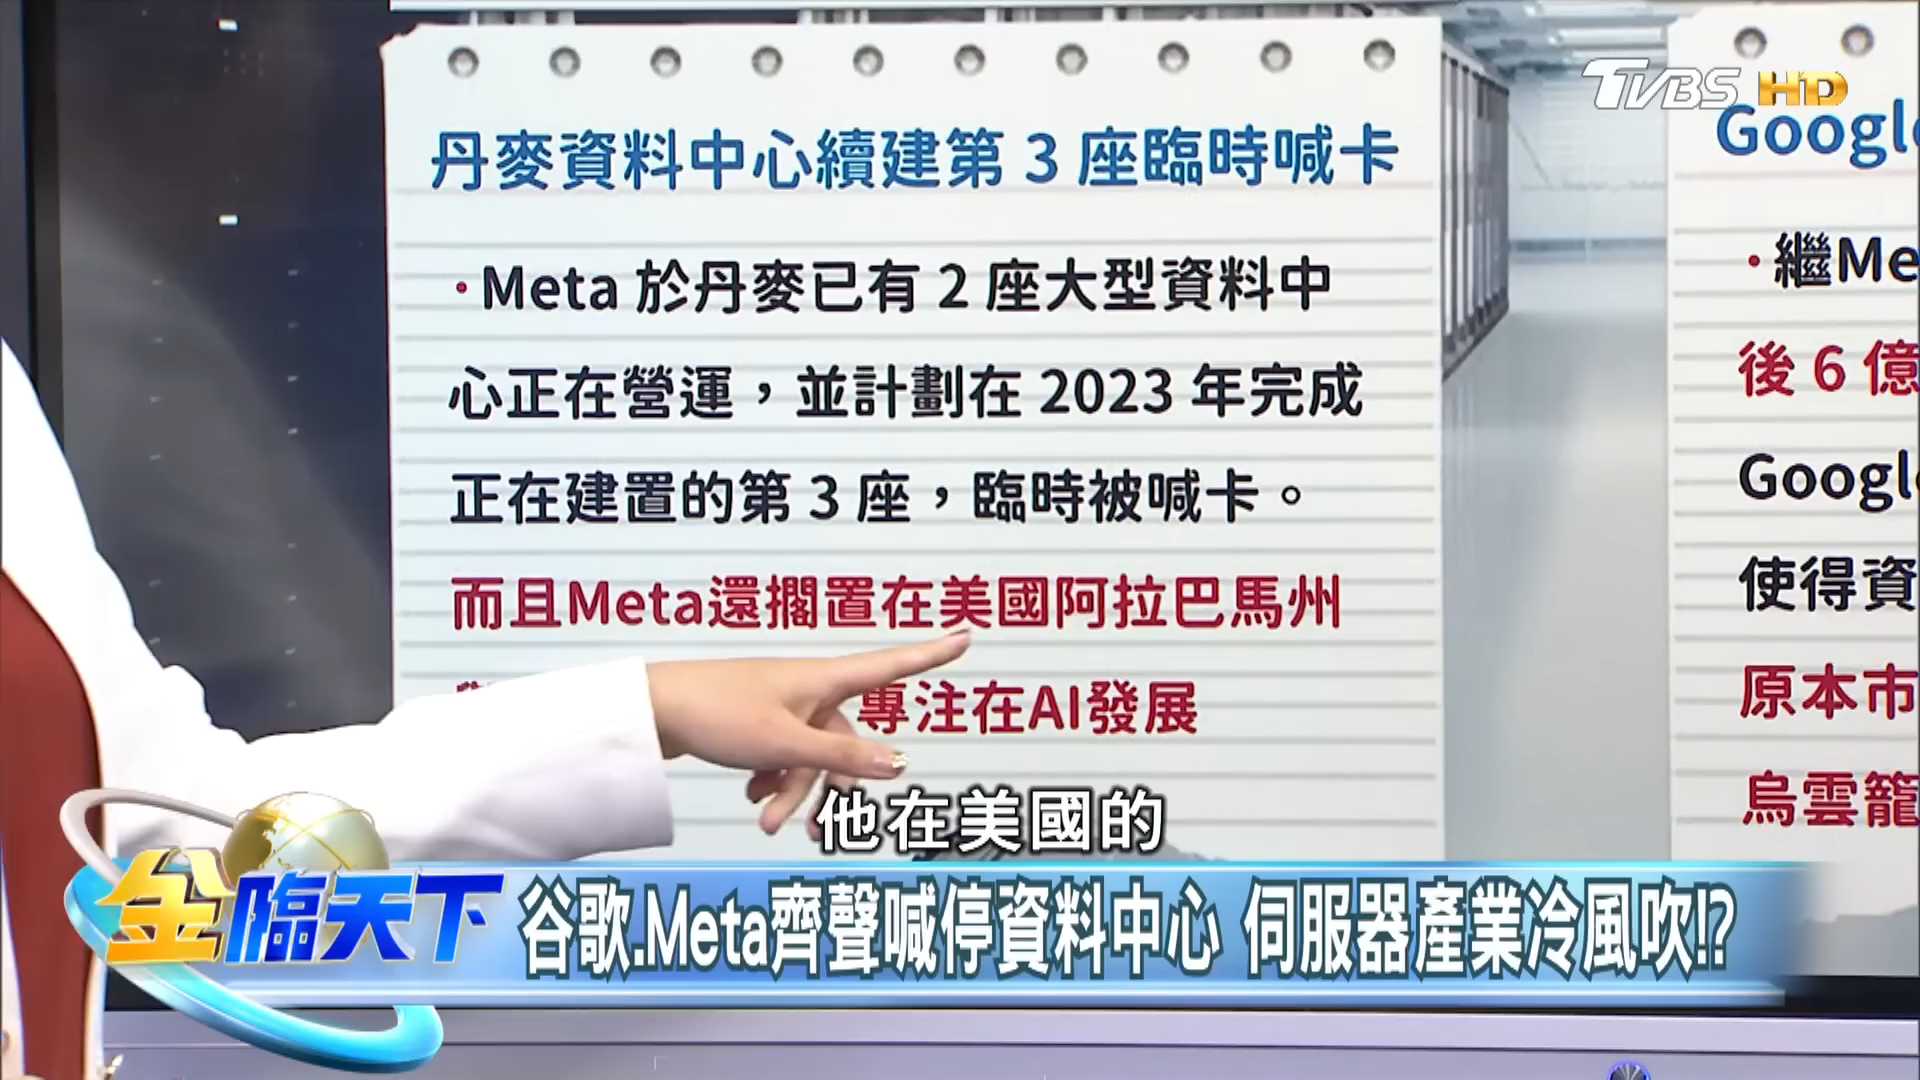 TVBS HD
丹麥資料中心續建第 3 座臨時喊卡
·Meta 於丹麥已有 2 座大型資料中
心正在營運，並計劃在 2023 年完成
正在建置的第 3 座，臨時被喊卡。
而且Meta還擱置在美國阿拉巴馬州
專注在AI發展
·繼Me
後 6 億
使得資
原本市
烏雲籠
他在美國的
金臨天下
谷歌.Meta齊聲喊停資料中心 伺服器產業冷風吹!?